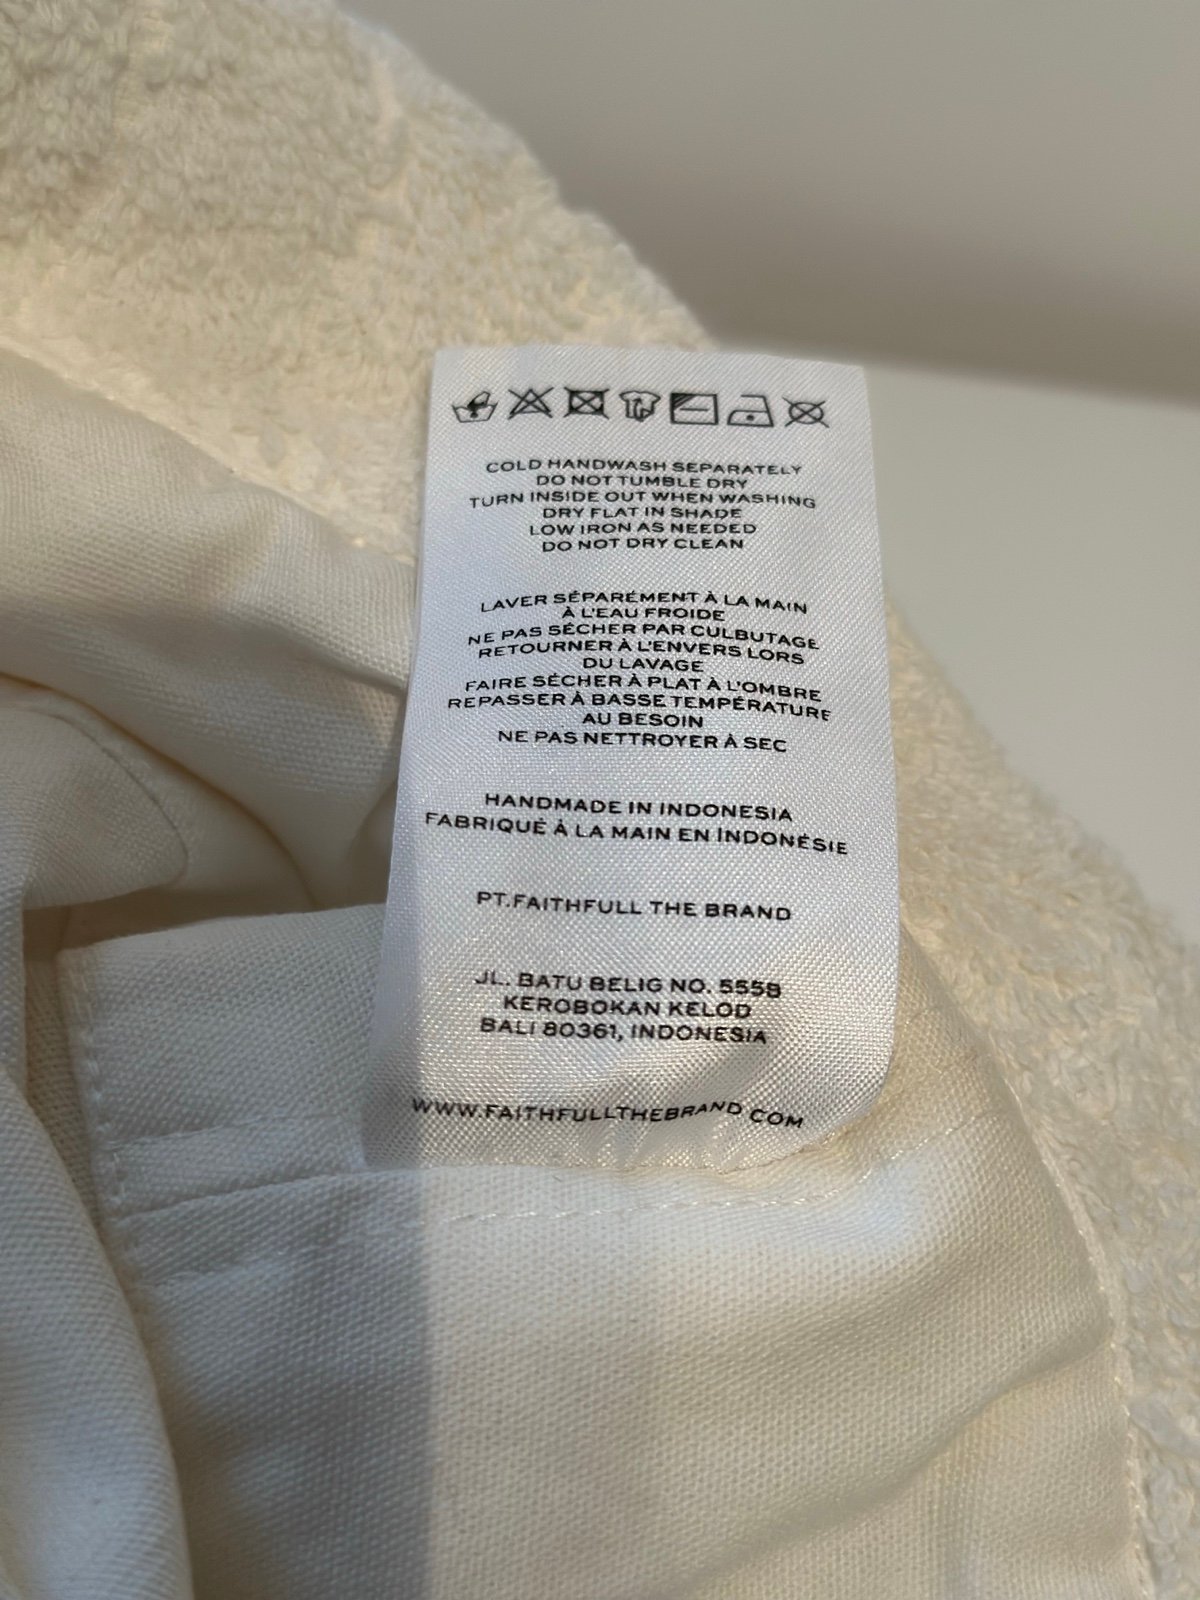 COLD HANDWASH SEPARATELY
DO NOT TUMBLE DRY
TURN INSIDE OUT WHEN WASHING
DRY FLAT IN SHADE
LOW IRON AS NEEDED
DO NOT DRY CLEAN
LAVER SÉPARÉMENT À LA MAIN
À L'EAU FROIDE
NE PAS SÉCHER PAR CULBUTAGE
RETOURNER À L'ENVERS LORS
DU LAVAGE
FAIRE SÉCHER À PLAT À L'OMBRE
REPASSER À BASSE TEMPÉRATURE
AU BESOIN
NE PAS NETTROYER À SEC
HANDMADE IN INDONESIA
FABRIQUÉ À LA MAIN EN INDONÉSIE
PT.FAITHFULL THE BRAND
JL. BATU BELIG NO. 555B
KEROBOKAN KELOD
BALI 80361, INDONESIA
WWW.FAITHFULLTHEBRAND.COM